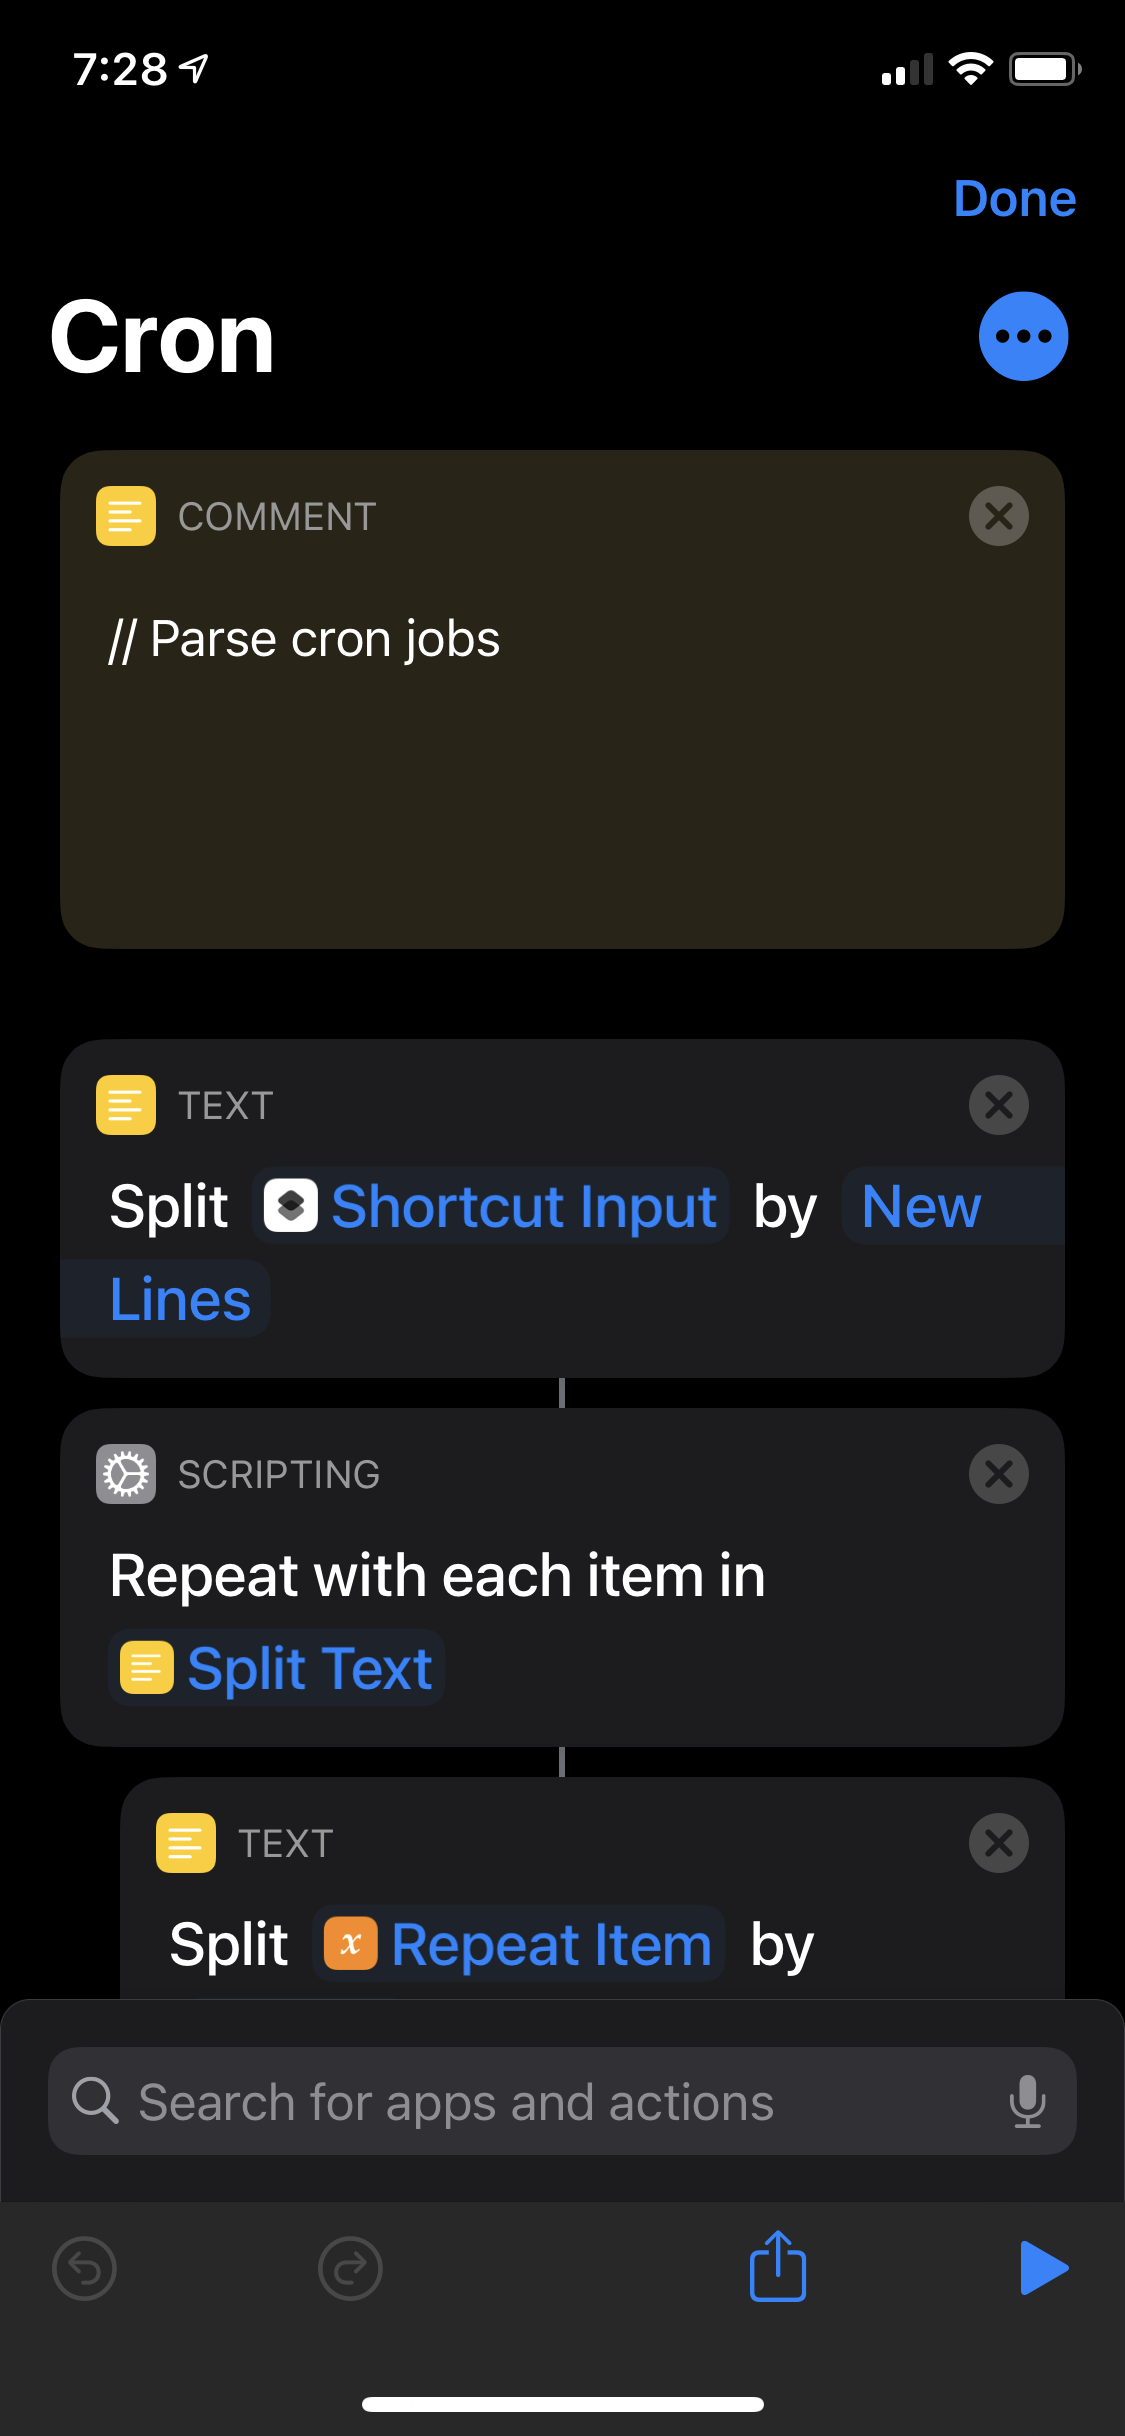 7:28
Done
Cron
COMMENT
// Parse cron jobs
TEXT
Split Shortcut Input by New
Lines
SCRIPTING
Repeat with each item in
Split Text
TEXT
Split x Repeat Item by
Search for apps and actions